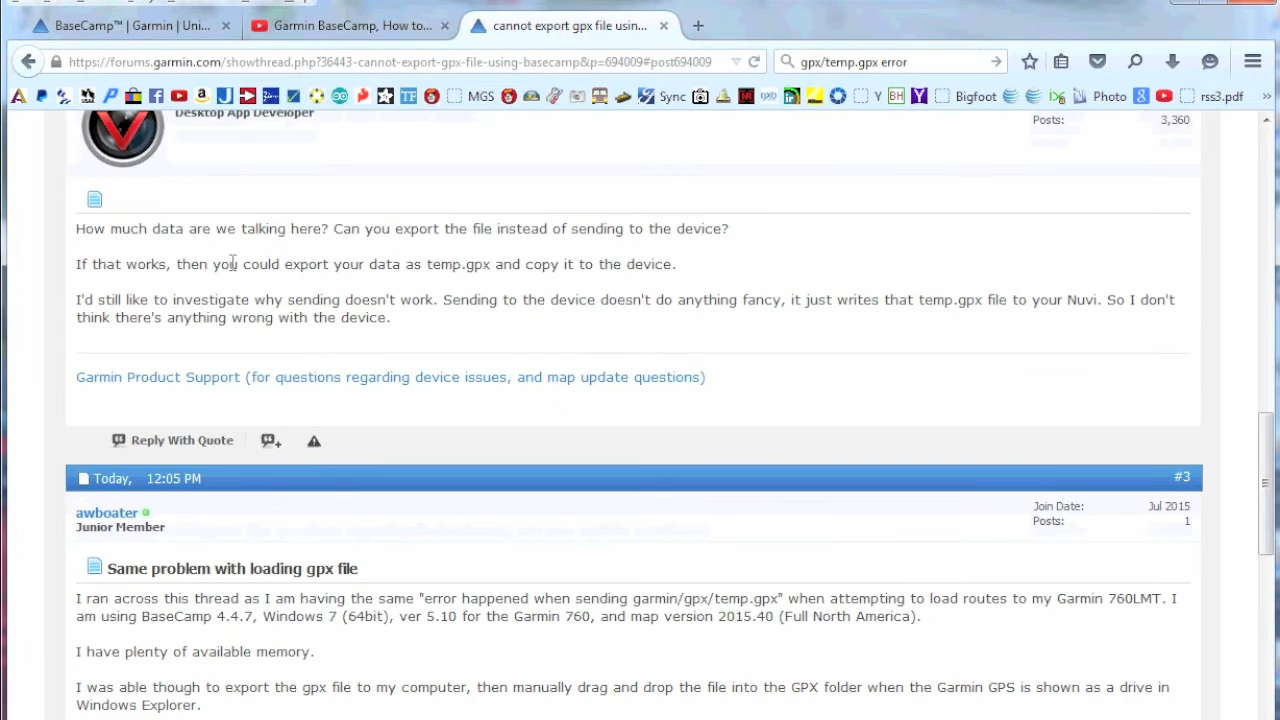 BaseCamp™ | Garmin | Uni...
Garmin BaseCamp, How to...
cannot export gpx file usin...
https://forums.garmin.com/showthread.php?36443-cannot-export-gpx-file-using-basecamp&p=694009#post694009
gpx/temp.gpx error
MGS
Sync
Y
BH
Bigfoot
Photo
rss3.pdf
Desktop App Developer
Posts: 3,360
How much data are we talking here? Can you export the file instead of sending to the device?
If that works, then you could export your data as temp.gpx and copy it to the device.
I'd still like to investigate why sending doesn't work. Sending to the device doesn't do anything fancy, it just writes that temp.gpx file to your Nuvi. So I don't
think there's anything wrong with the device.
Garmin Product Support (for questions regarding device issues, and map update questions)
Reply With Quote
Today, 12:05 PM
#3
awboater
Junior Member
Join Date: Jul 2015
Posts: 1
Same problem with loading gpx file
I ran across this thread as I am having the same "error happened when sending garmin/gpx/temp.gpx" when attempting to load routes to my Garmin 760LMT. I
am using BaseCamp 4.4.7, Windows 7 (64bit), ver 5.10 for the Garmin 760, and map version 2015.40 (Full North America).
I have plenty of available memory.
I was able though to export the gpx file to my computer, then manually drag and drop the file into the GPX folder when the Garmin GPS is shown as a drive in
Windows Explorer.